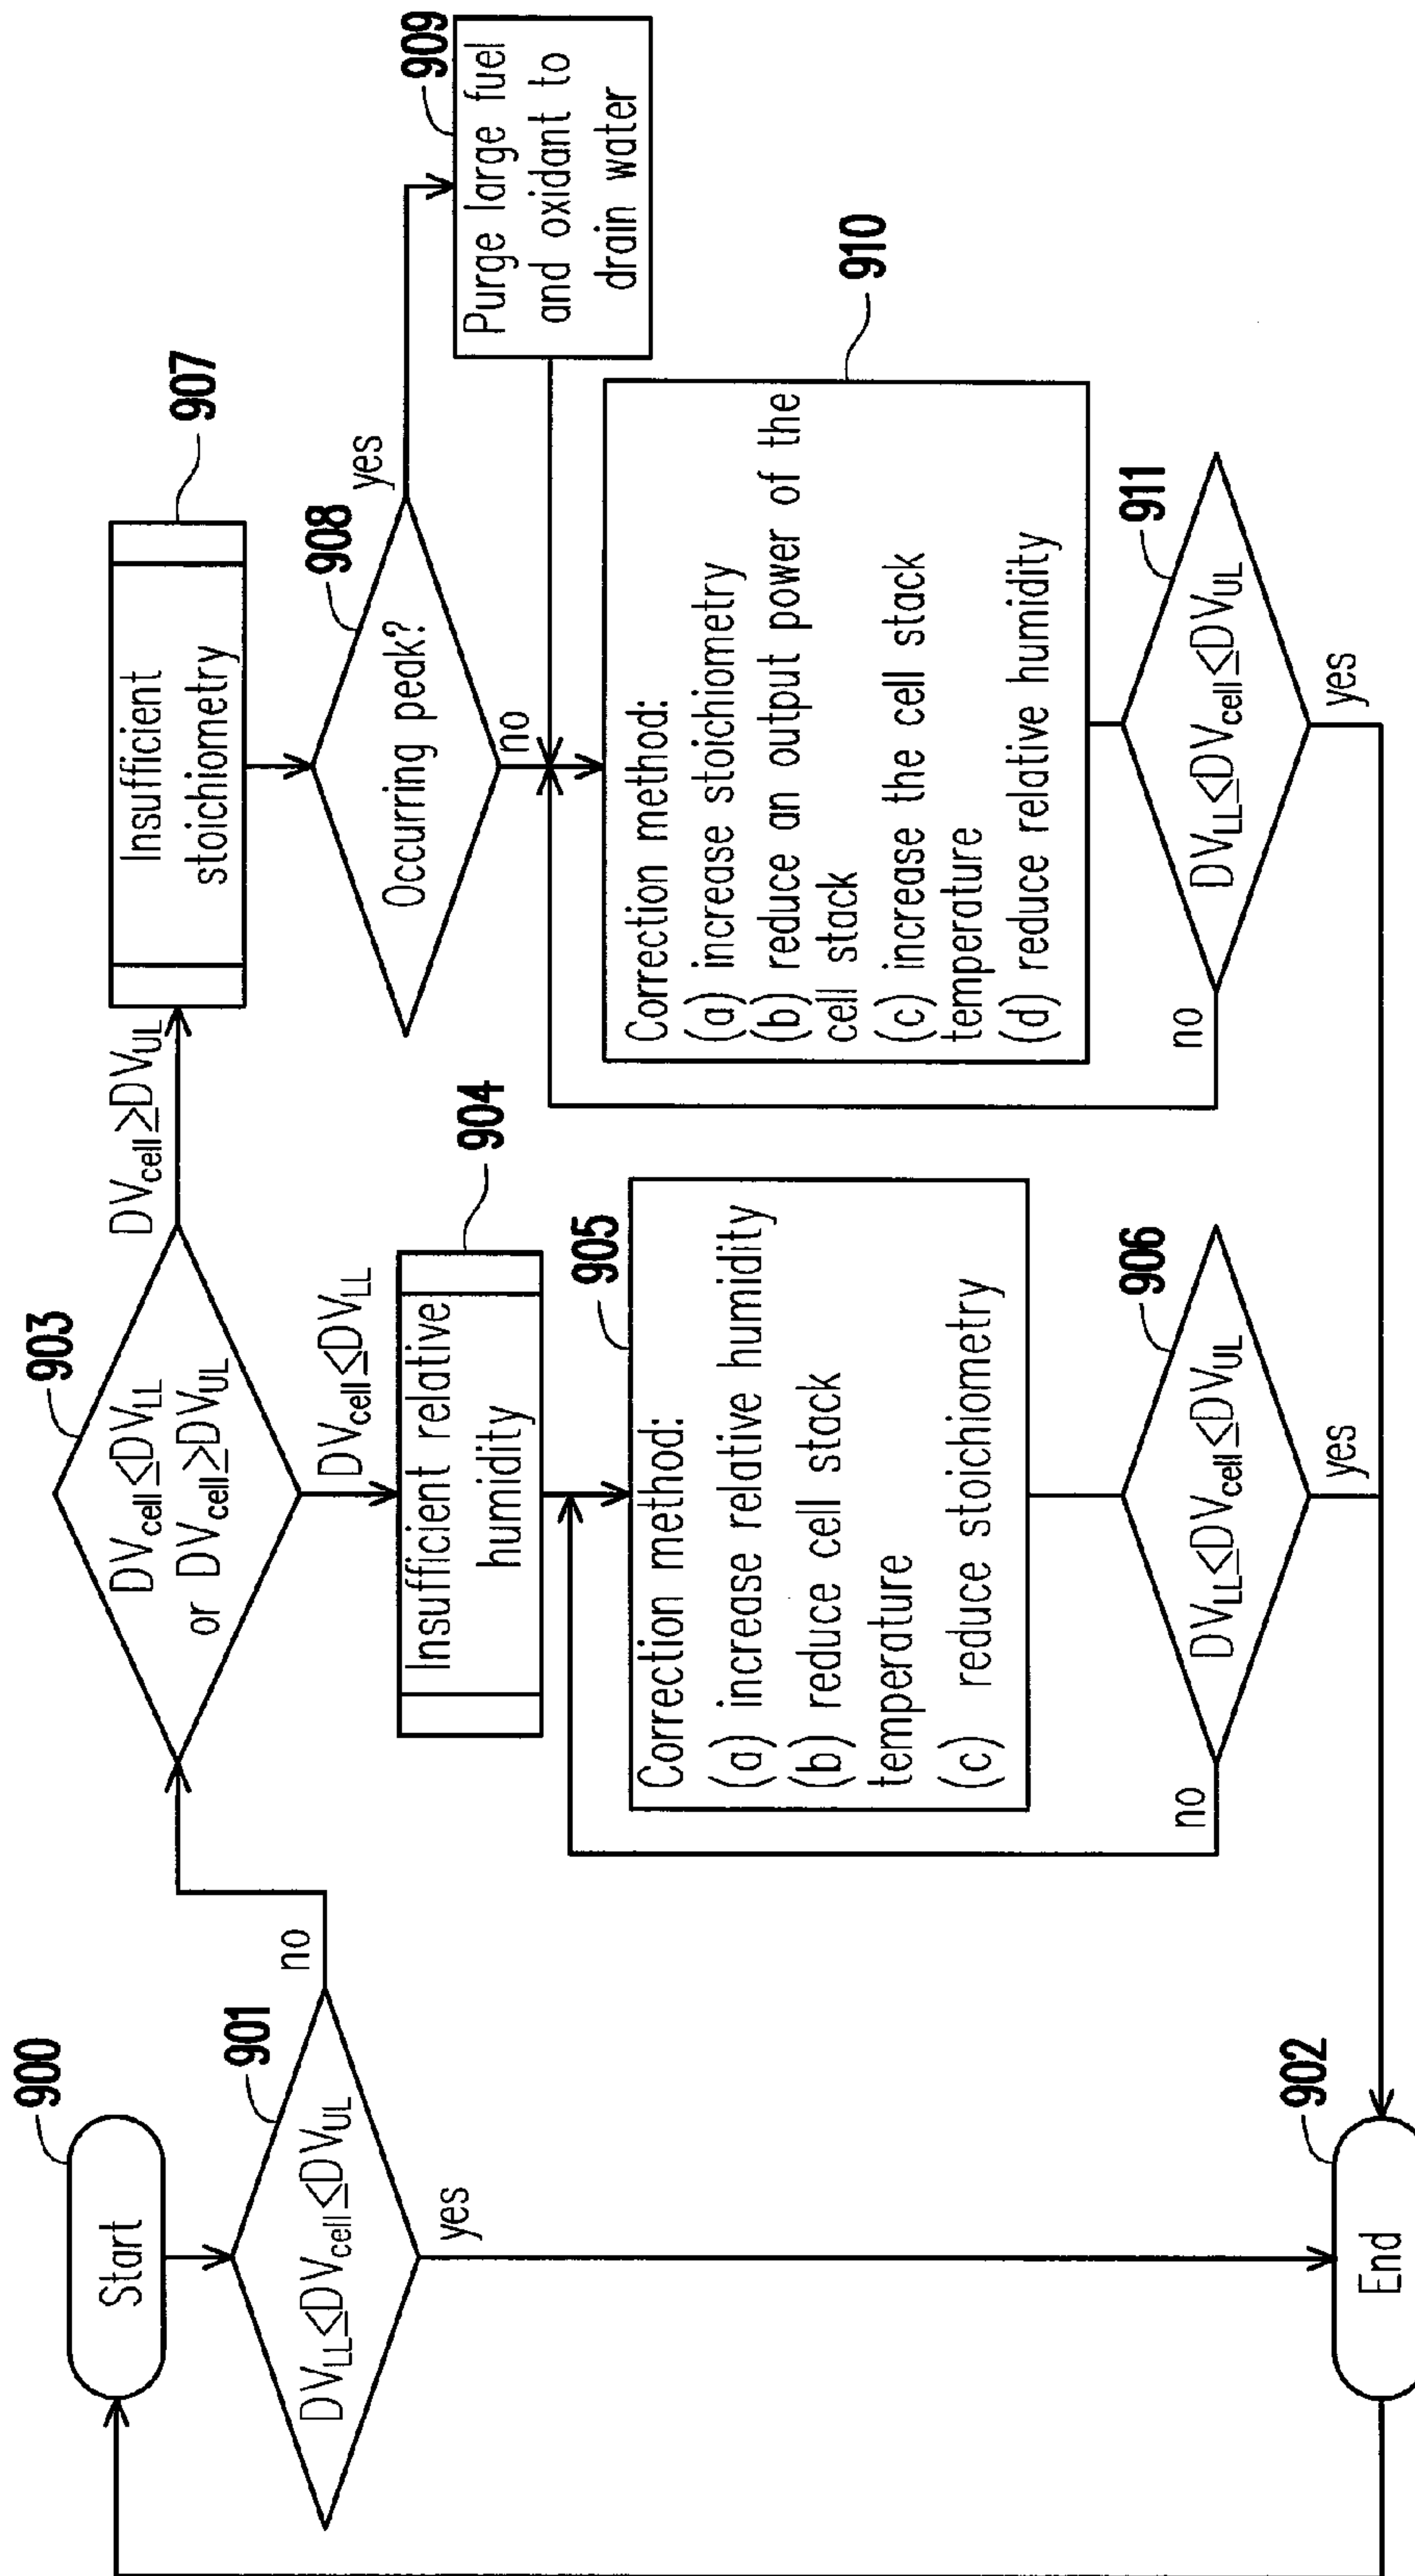 900
Start
901
DV_LL≤DV_cell≤DV_UL
no
yes
902
End
903
DV_cell≤DV_LL
or DV_cell≥DV_UL
DV_cell≥DV_UL
DV_cell≤DV_LL
904
Insufficient relative
humidity
905
Correction method:
(a) increase relative humidity
(b) reduce cell stack
temperature
(c) reduce stoichiometry
906
DV_LL≤DV_cell≤DV_UL
no
yes
907
Insufficient
stoichiometry
908
Occurring peak?
yes
no
909
Purge large fuel
and oxidant to
drain water
910
Correction method:
(a) increase stoichiometry
(b) reduce an output power of the
cell stack
(c) increase the cell stack
temperature
(d) reduce relative humidity
911
DV_LL≤DV_cell≤DV_UL
no
yes